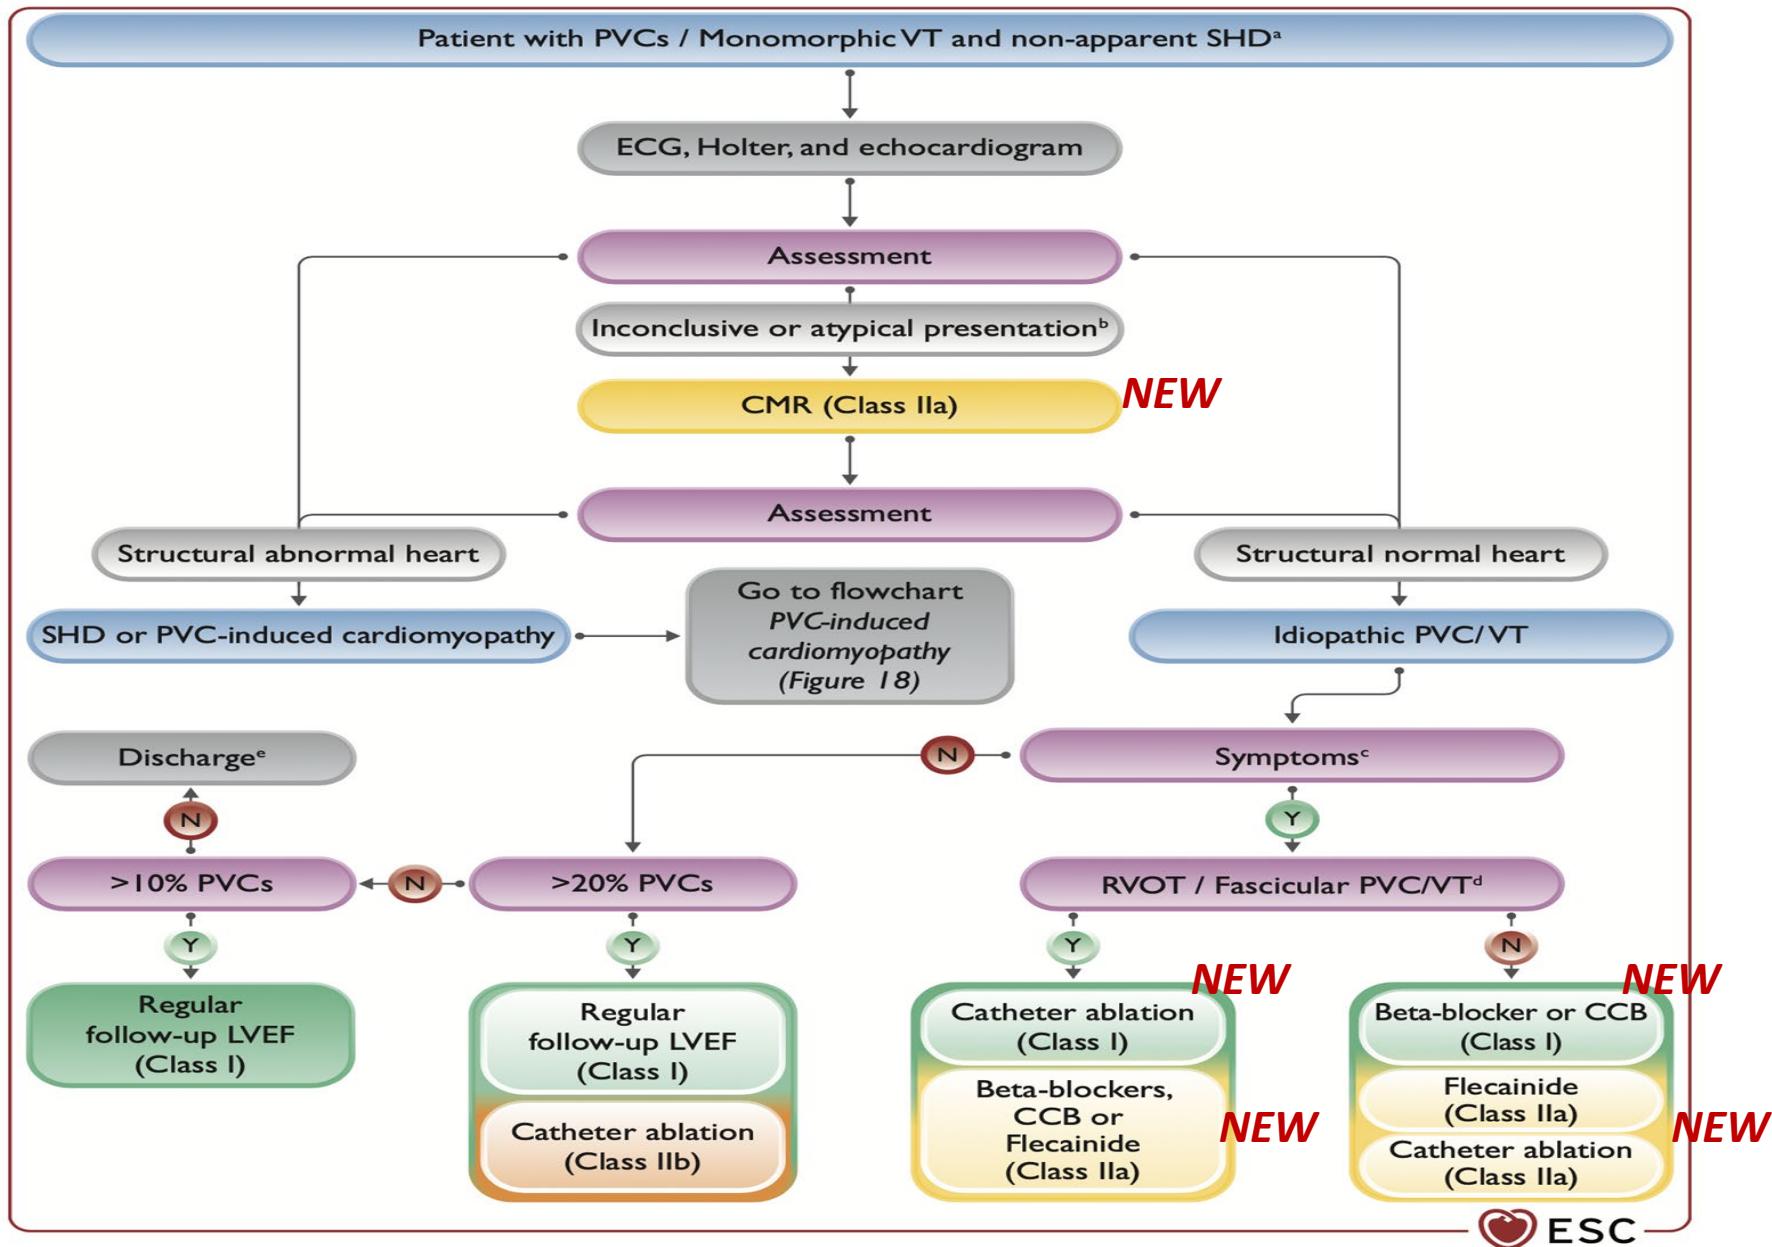 Patient with PVCs / Monomorphic VT and non-apparent SHDᵃ
ECG, Holter, and echocardiogram
Assessment
Inconclusive or atypical presentationᵇ
CMR (Class IIa)
NEW
Assessment
Structural abnormal heart
Structural normal heart
SHD or PVC-induced cardiomyopathy
Go to flowchart
PVC-induced
cardiomyopathy
(Figure 18)
Idiopathic PVC/VT
Dischargeᵉ
N
Symptomsᶜ
N
Y
>10% PVCs
N
>20% PVCs
RVOT / Fascicular PVC/VTᵈ
Y
Y
Y
N
Regular
follow-up LVEF
(Class I)
Regular
follow-up LVEF
(Class I)
Catheter ablation
(Class IIb)
NEW
Catheter ablation
(Class I)
Beta-blockers,
CCB or
Flecainide
(Class IIa)
NEW
NEW
Beta-blocker or CCB
(Class I)
Flecainide
(Class IIa)
Catheter ablation
(Class IIa)
NEW
ESC